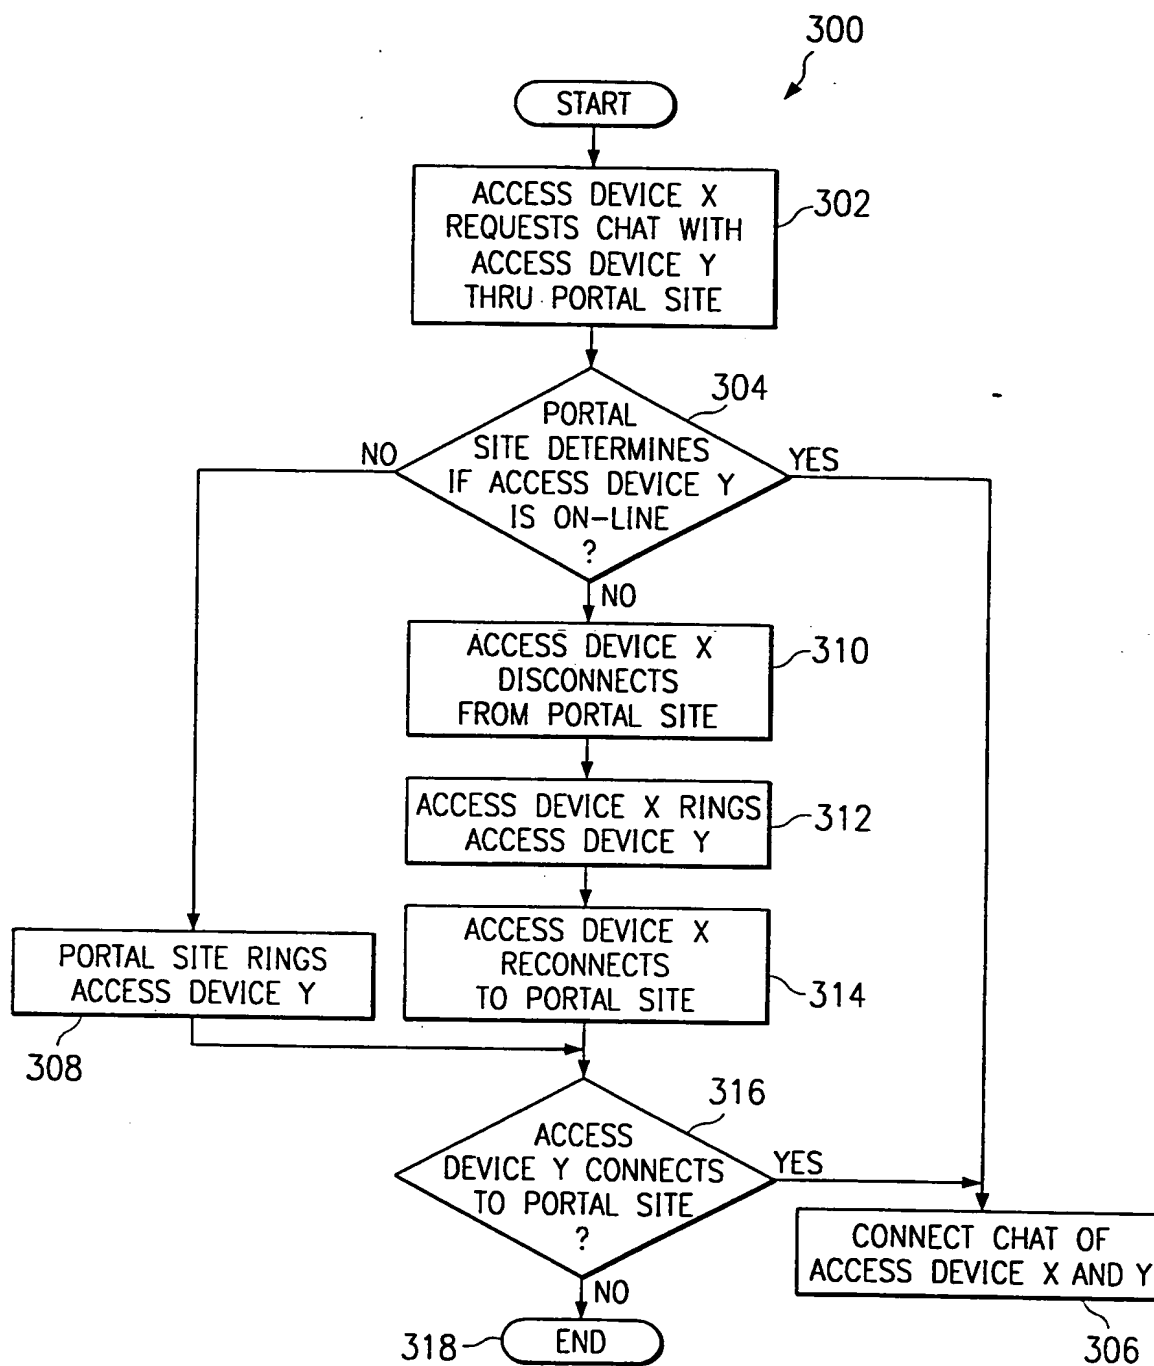 300
START
ACCESS DEVICE X
REQUESTS CHAT WITH
ACCESS DEVICE Y
THRU PORTAL SITE
302
304
PORTAL
SITE DETERMINES
IF ACCESS DEVICE Y
IS ON-LINE
?
NO
YES
NO
ACCESS DEVICE X
DISCONNECTS
FROM PORTAL SITE
310
ACCESS DEVICE X RINGS
ACCESS DEVICE Y
312
ACCESS DEVICE X
RECONNECTS
TO PORTAL SITE
314
PORTAL SITE RINGS
ACCESS DEVICE Y
308
316
ACCESS
DEVICE Y CONNECTS
TO PORTAL SITE
?
YES
NO
CONNECT CHAT OF
ACCESS DEVICE X AND Y
306
318
END